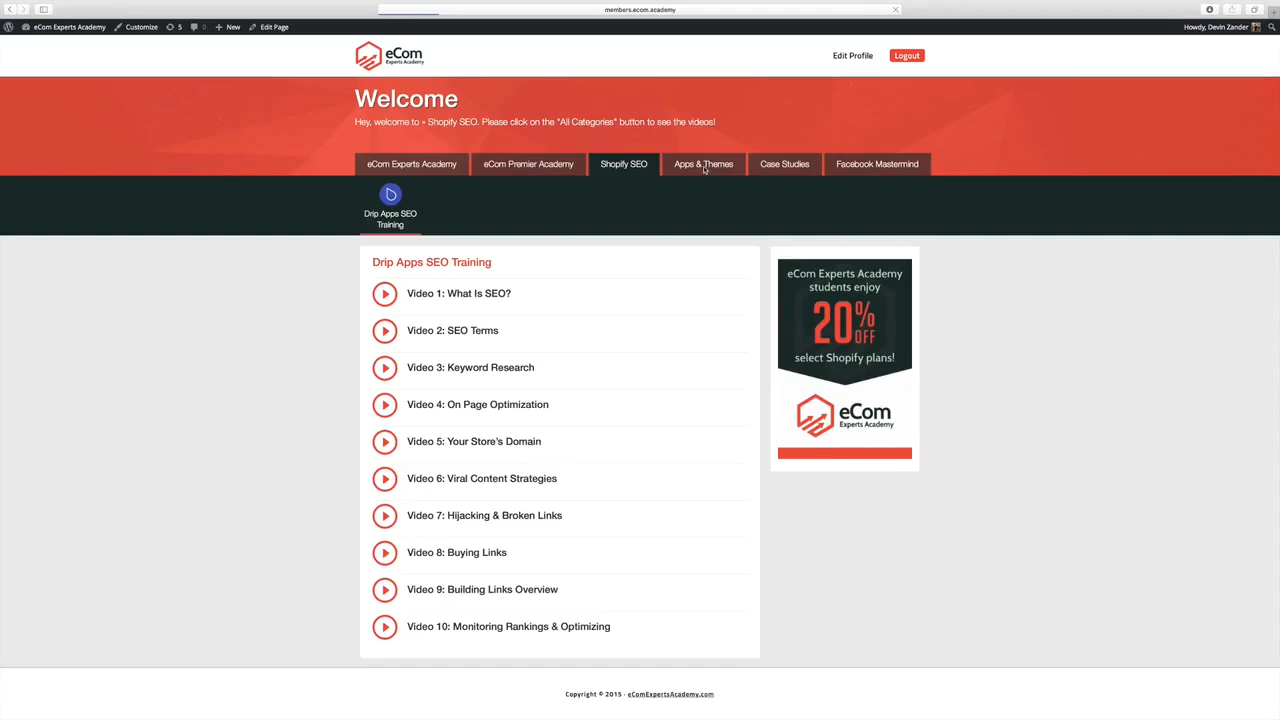 members.ecom.academy
eCom Experts Academy Customize 5 0 New Edit Page Howdy, Devin Zander
eCom
Experts Academy
Edit Profile Logout
Welcome
Hey, welcome to » Shopify SEO. Please click on the "All Categories" button to see the videos!
eCom Experts Academy eCom Premier Academy Shopify SEO Apps & Themes Case Studies Facebook Mastermind
Drip Apps SEO
Training
Drip Apps SEO Training
Video 1: What Is SEO?
Video 2: SEO Terms
Video 3: Keyword Research
Video 4: On Page Optimization
Video 5: Your Store's Domain
Video 6: Viral Content Strategies
Video 7: Hijacking & Broken Links
Video 8: Buying Links
Video 9: Building Links Overview
Video 10: Monitoring Rankings & Optimizing
eCom Experts Academy
students enjoy
20% OFF
select Shopify plans!
eCom
Experts Academy
Copyright © 2015 · eComExpertsAcademy.com